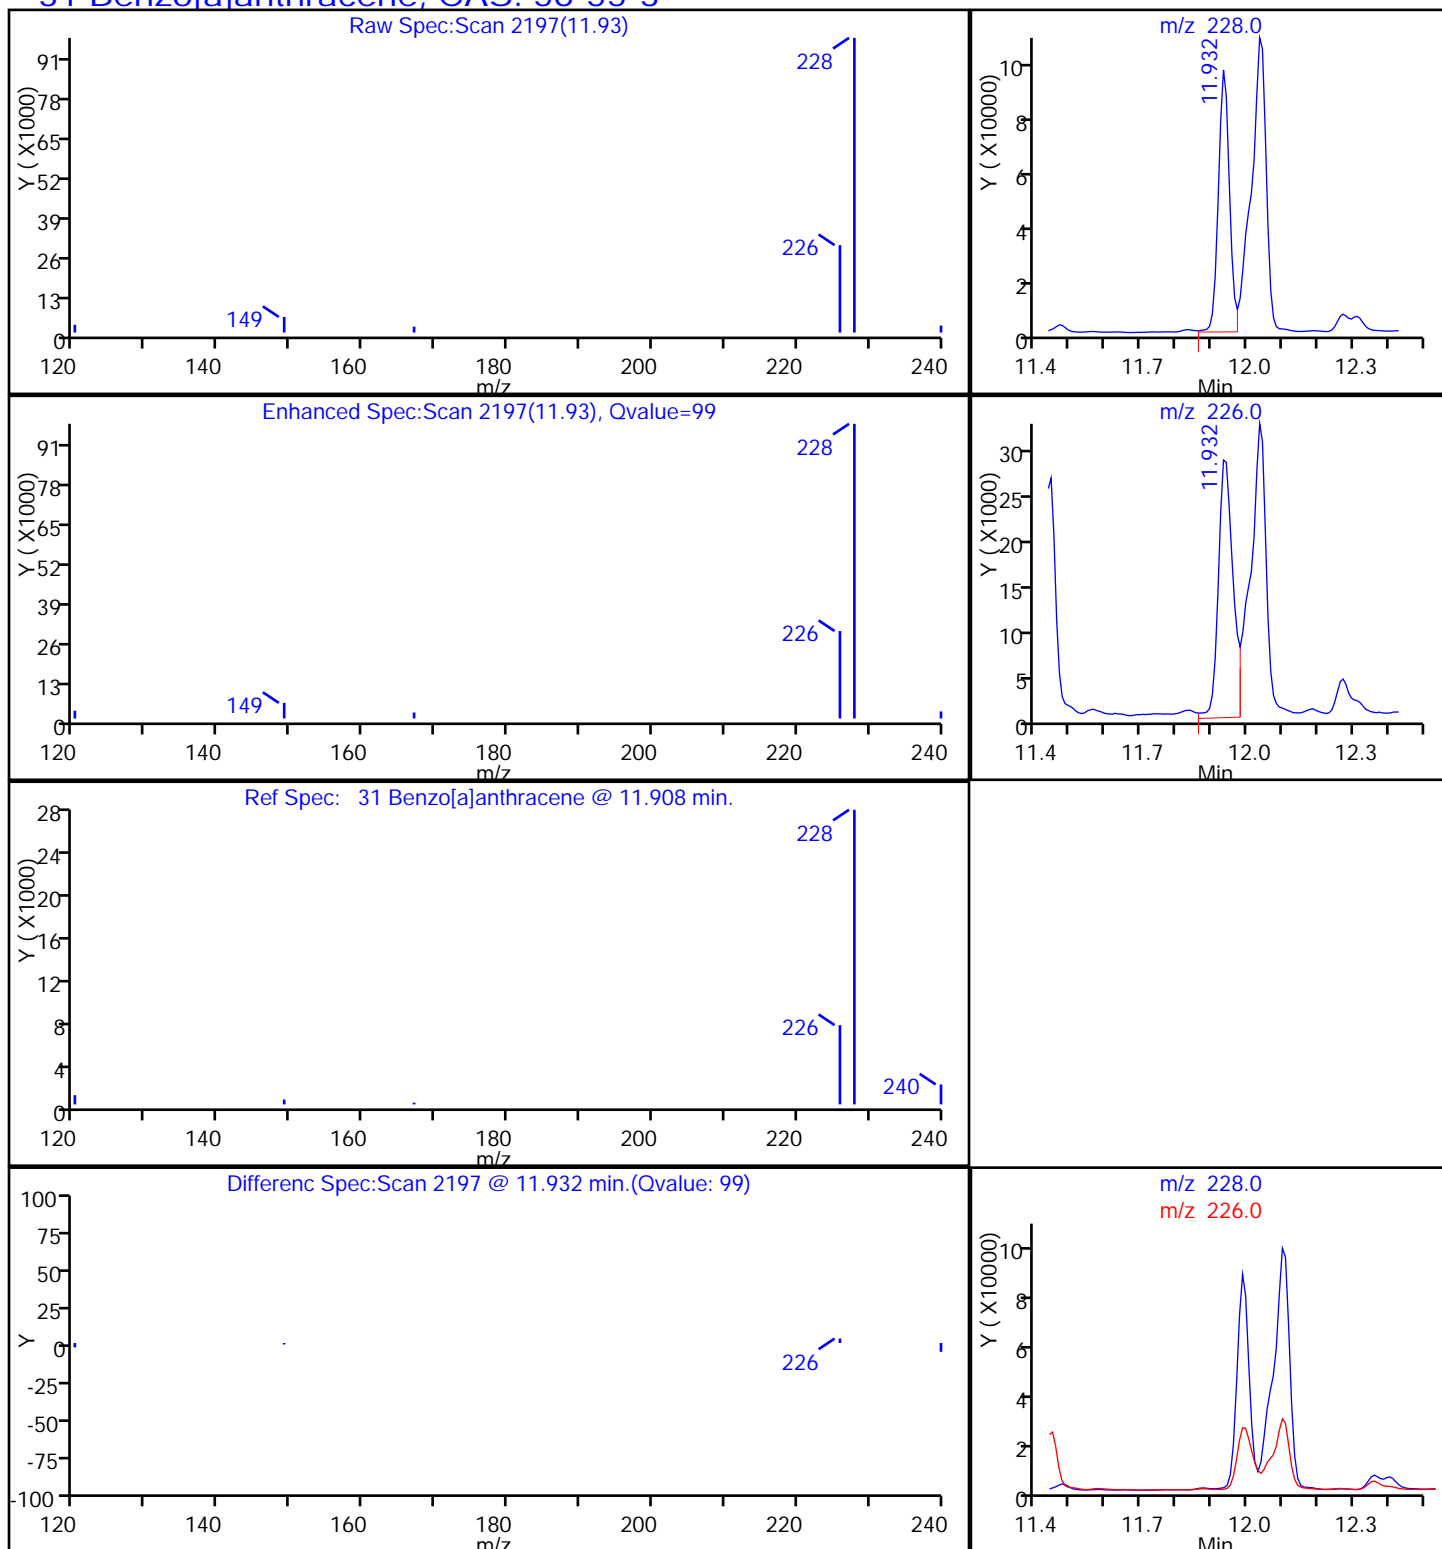 31 Benzo[a]anthracene, CAS: 56-55-3
Raw Spec:Scan 2197(11.93)
Y ( X1000)
91
78
65
52
39
26
13
0
149
226
228
120 140 160 180 200 220 240
m/z
m/z 228.0
Y ( X10000)
10
8
6
4
2
0
11.932
11.4 11.7 12.0 12.3
Min
Enhanced Spec:Scan 2197(11.93), Qvalue=99
Y ( X1000)
91
78
65
52
39
26
13
0
149
226
228
120 140 160 180 200 220 240
m/z
m/z 226.0
Y ( X1000)
30
25
20
15
10
5
0
11.932
11.4 11.7 12.0 12.3
Min
Ref Spec: 31 Benzo[a]anthracene @ 11.908 min.
Y ( X1000)
28
24
20
16
12
8
4
0
228
226
240
120 140 160 180 200 220 240
m/z
Differenc Spec:Scan 2197 @ 11.932 min.(Qvalue: 99)
Y
100
75
50
25
0
-25
-50
-75
-100
226
120 140 160 180 200 220 240
m/z
m/z 228.0
m/z 226.0
Y ( X10000)
10
8
6
4
2
0
11.4 11.7 12.0 12.3
Min